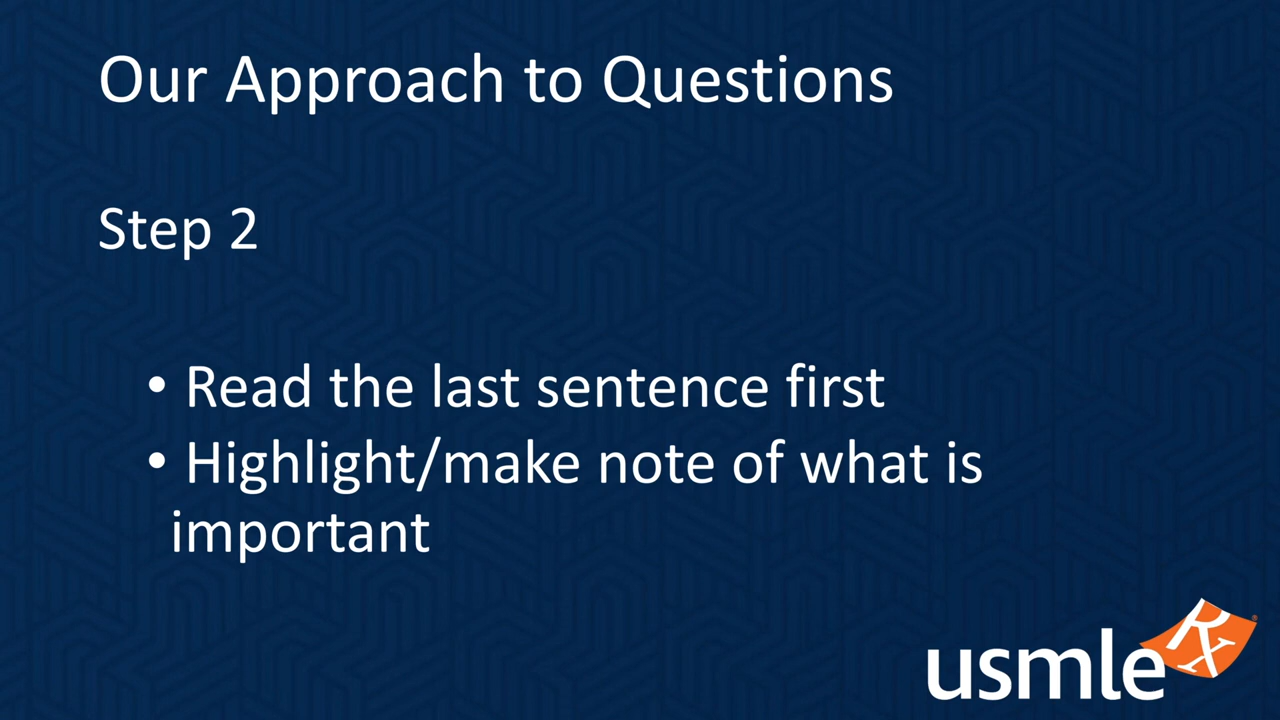 Our Approach to Questions
Step 2
• Read the last sentence first
• Highlight/make note of what is
important
usmle Rx